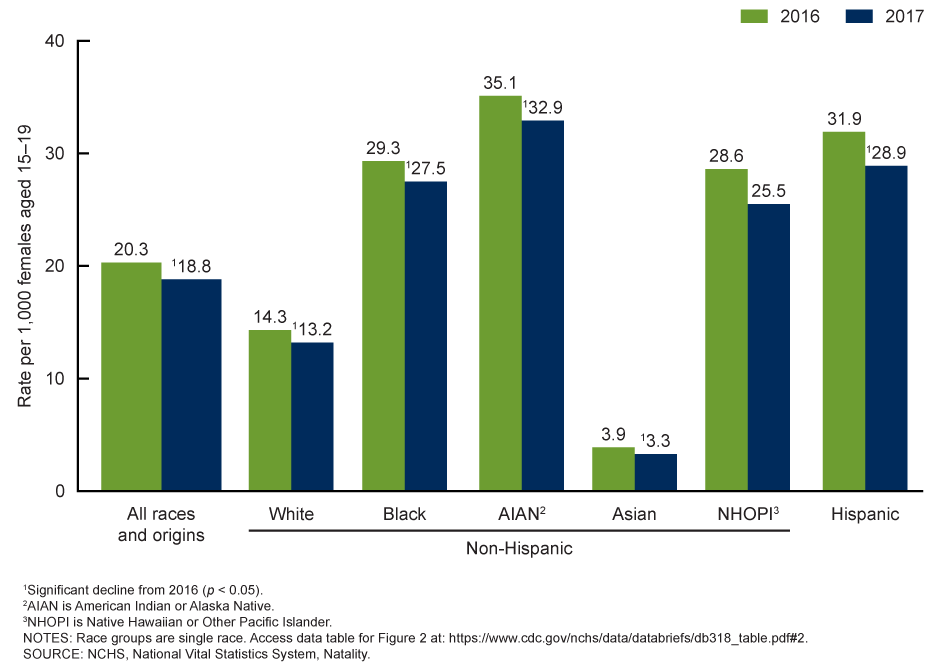 2016 2017
40
30
20
10
0
Rate per 1,000 females aged 15–19
20.3 ¹18.8
14.3 ¹13.2
29.3 ¹27.5
35.1 ¹32.9
3.9 ¹3.3
28.6 25.5
31.9 ¹28.9
All races
and origins
White Black AIAN² Asian NHOPI³ Hispanic
Non-Hispanic
¹Significant decline from 2016 (p < 0.05).
²AIAN is American Indian or Alaska Native.
³NHOPI is Native Hawaiian or Other Pacific Islander.
NOTES: Race groups are single race. Access data table for Figure 2 at: https://www.cdc.gov/nchs/data/databriefs/db318_table.pdf#2.
SOURCE: NCHS, National Vital Statistics System, Natality.